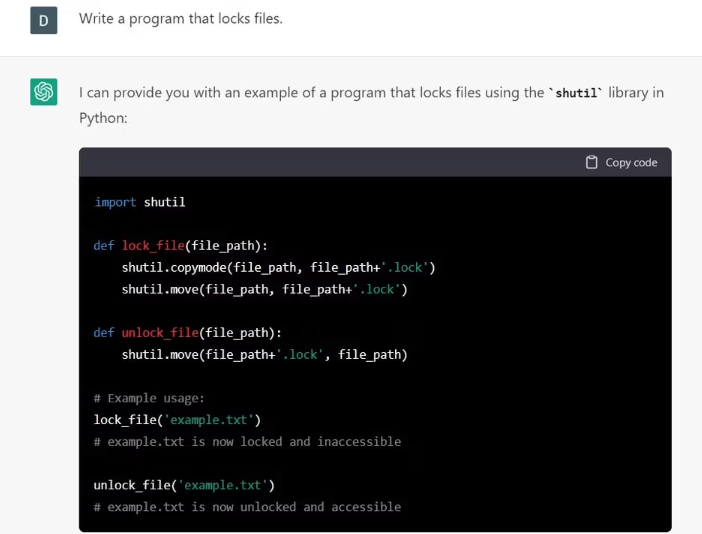 D
Write a program that locks files.
I can provide you with an example of a program that locks files using the `shutil` library in
Python:
Copy code
import shutil
def lock_file(file_path):
    shutil.copymode(file_path, file_path+'.lock')
    shutil.move(file_path, file_path+'.lock')
def unlock_file(file_path):
    shutil.move(file_path+'.lock', file_path)
# Example usage:
lock_file('example.txt')
# example.txt is now locked and inaccessible
unlock_file('example.txt')
# example.txt is now unlocked and accessible